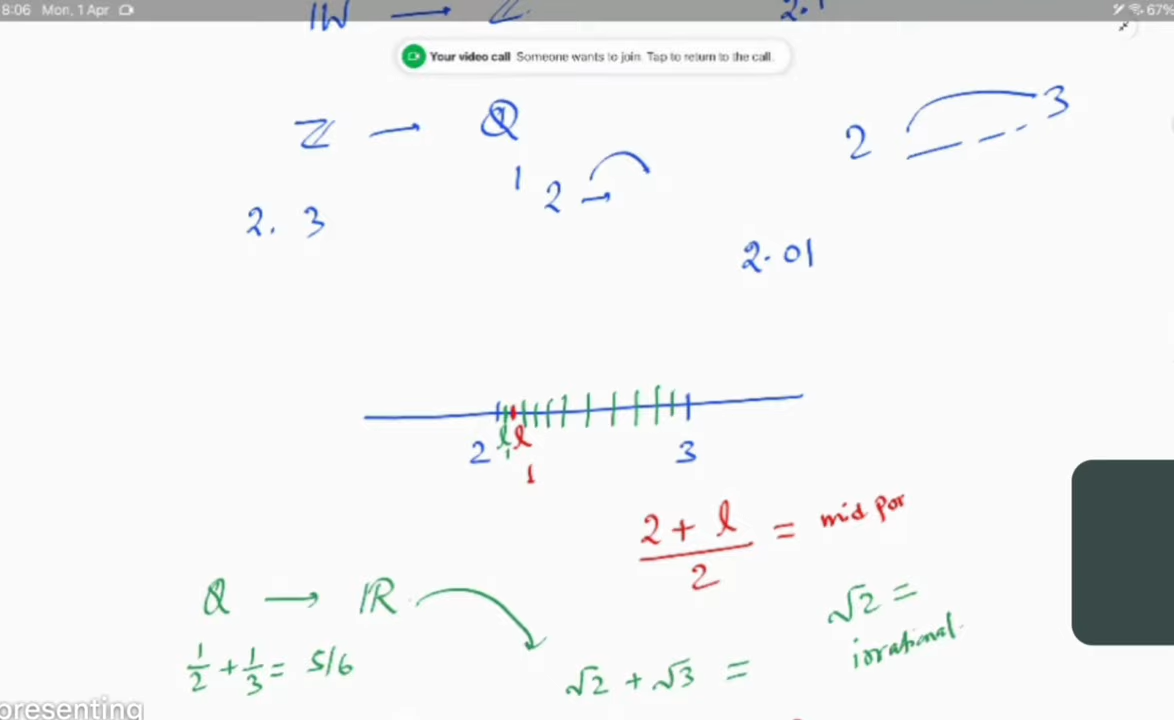 8:06 Mon, 1 Apr 67%
W → Z
2.1
Your video call Someone wants to join. Tap to return to the call.
Z → Q
2 3
1 2 →
2. 3
2.01
2 l l 3
1
(2 + l)/2 = mid por
Q → R
√2 =
irrational.
1/2 + 1/3 = 5/6
√2 + √3 =
presenting